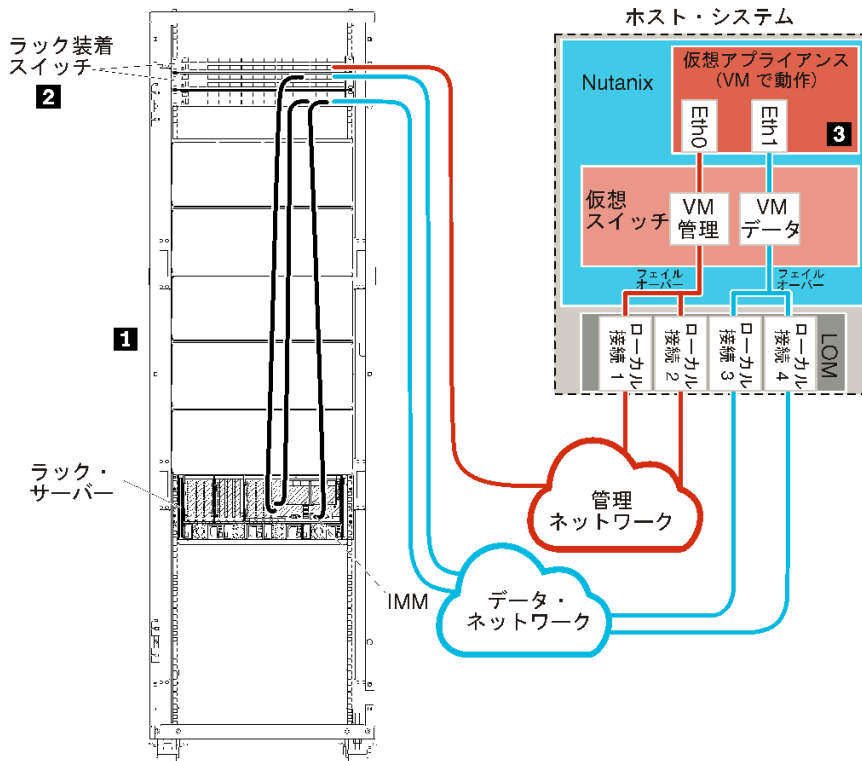 ラック装着
スイッチ
2
1
ラック・
サーバー
IMM
ホスト・システム
Nutanix
仮想アプライアンス
(VM で動作)
Eth0
Eth1
3
仮想
スイッチ
VM
管理
VM
データ
フェイル
オーバー
フェイル
オーバー
ローカル
接続 1
ローカル
接続 2
ローカル
接続 3
ローカル
接続 4
LOM
管理
ネットワーク
データ・
ネットワーク